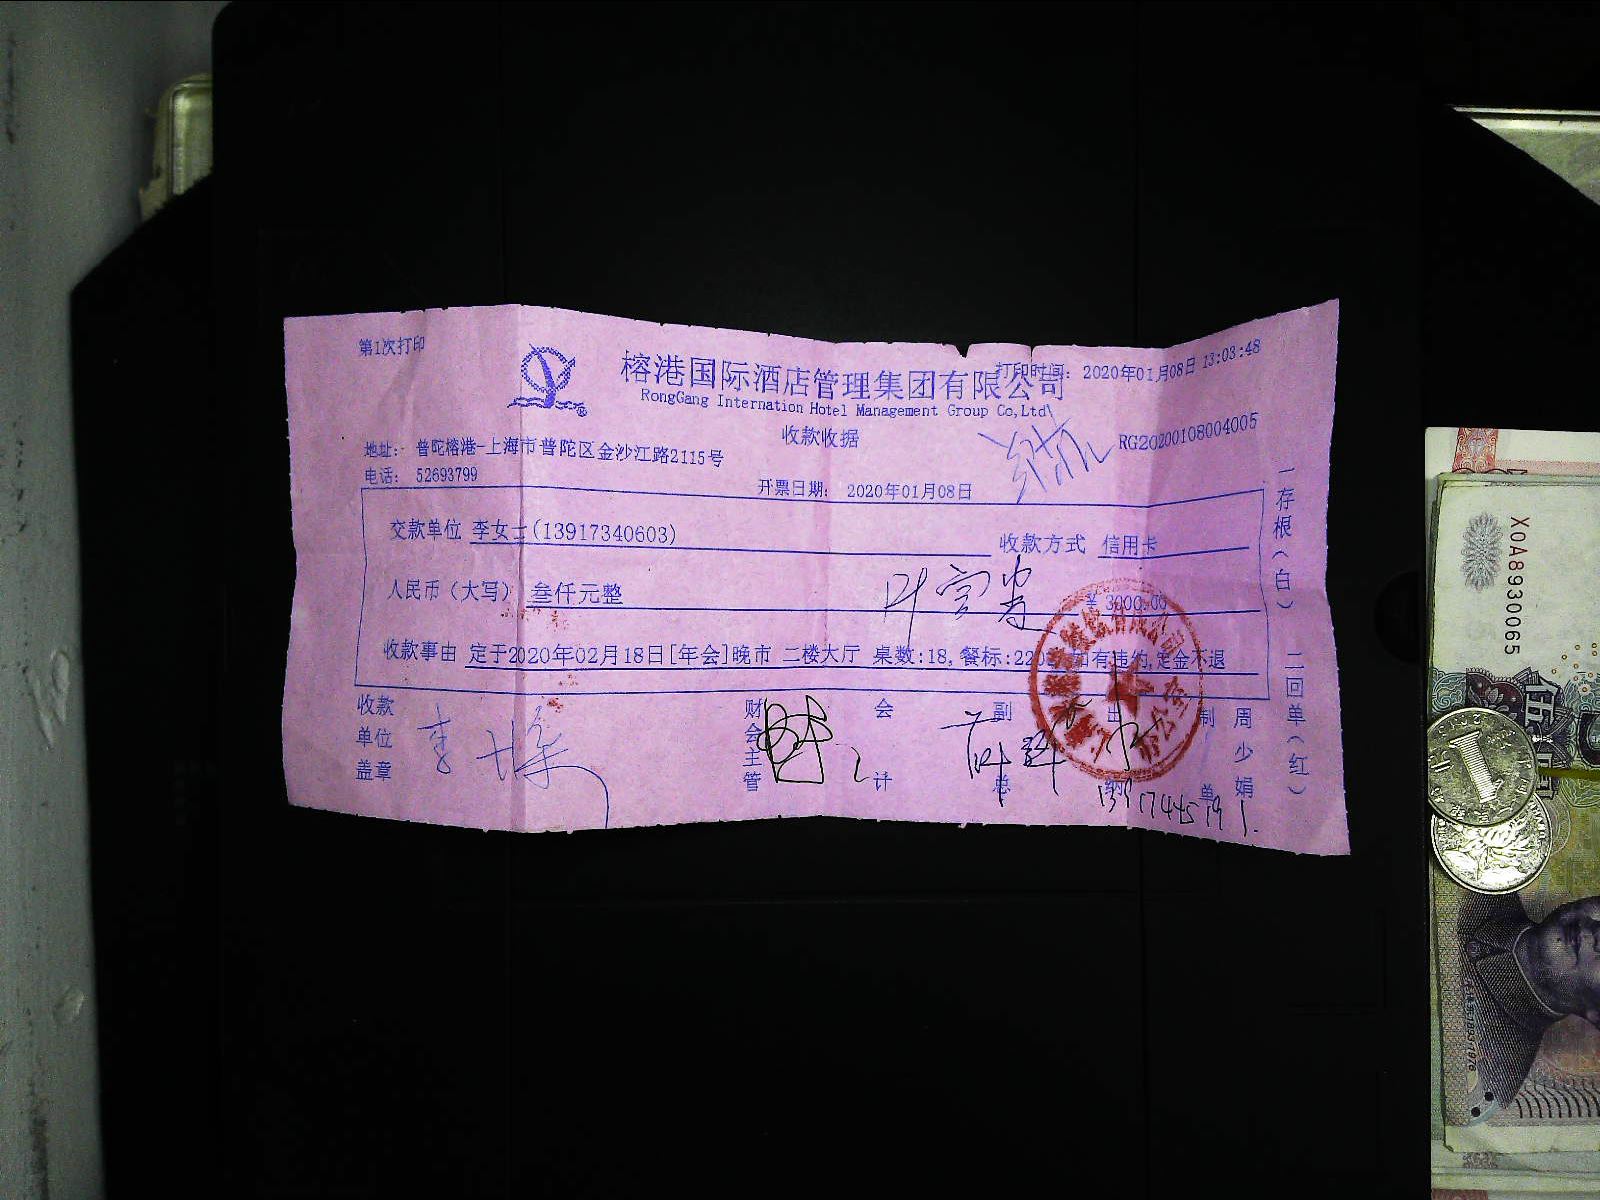 第1次打印
打印时间：2020年01月08日 13:03:48
榕港国际酒店管理集团有限公司
RongGang Internation Hotel Management Group Co,Ltd
收款收据
RG20200108004005
地址：普陀榕港-上海市普陀区金沙江路2115号
电话：52693799
开票日期：2020年01月08日
交款单位 李女士(13917340603) 收款方式 信用卡
人民币（大写） 叁仟元整 ￥3000.00
收款事由 定于2020年02月18日[年会]晚市 二楼大厅 桌数:18,餐标:220 如有违约,定金不退
收款单位盖章
财会主管
会计
副总
出纳
制单
周少娟
一存根（白） 二回单（红）
X0A8930065
1